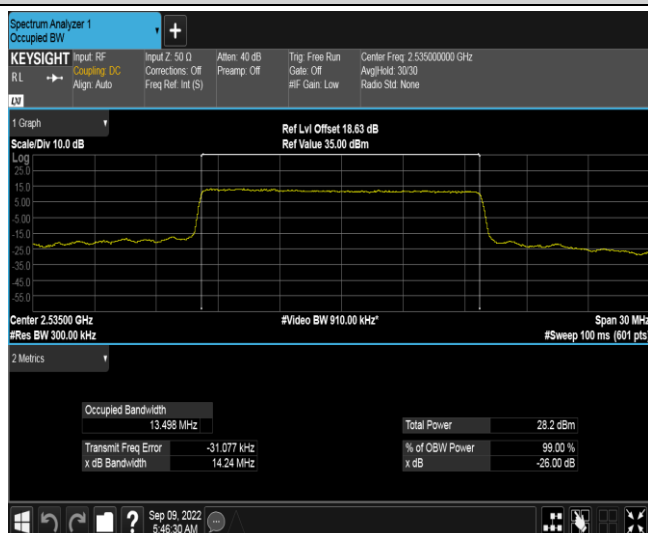 Spectrum Analyzer 1
Occupied BW
+
KEYSIGHT
RL
LXI
Input: RF
Coupling: DC
Align: Auto
Input Z: 50 Ω
Corrections: Off
Freq Ref: Int (S)
Atten: 40 dB
Preamp: Off
Trig: Free Run
Gate: Off
#IF Gain: Low
Center Freq: 2.535000000 GHz
Avg|Hold: 30/30
Radio Std: None
1 Graph
Scale/Div 10.0 dB
Ref Lvl Offset 18.63 dB
Ref Value 35.00 dBm
Log
25.0
15.0
5.00
-5.00
-15.0
-25.0
-35.0
-45.0
-55.0
Center 2.53500 GHz
#Res BW 300.00 kHz
#Video BW 910.00 kHz*
Span 30 MHz
#Sweep 100 ms (601 pts)
2 Metrics
Occupied Bandwidth
13.498 MHz
Transmit Freq Error -31.077 kHz
x dB Bandwidth 14.24 MHz
Total Power 28.2 dBm
% of OBW Power 99.00 %
x dB -26.00 dB
?
Sep 09, 2022
5:46:30 AM